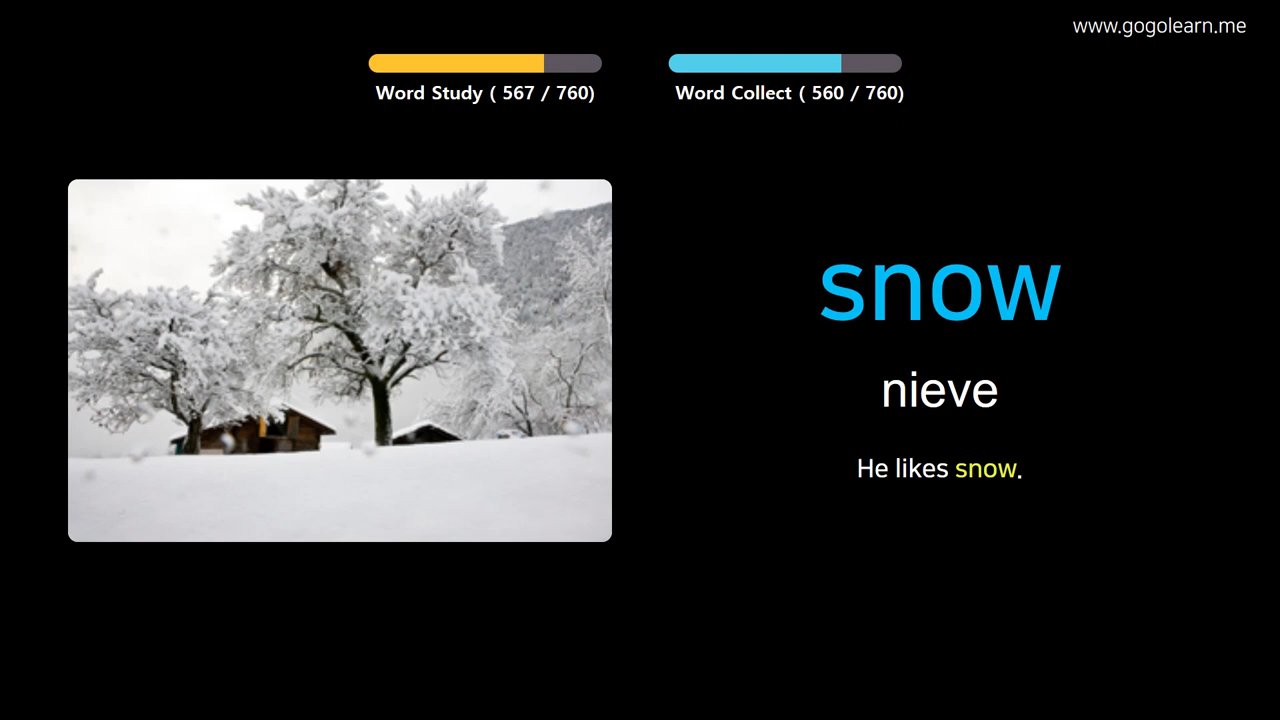 www.gogolearn.me
Word Study ( 567 / 760)
Word Collect ( 560 / 760)
snow
nieve
He likes snow.